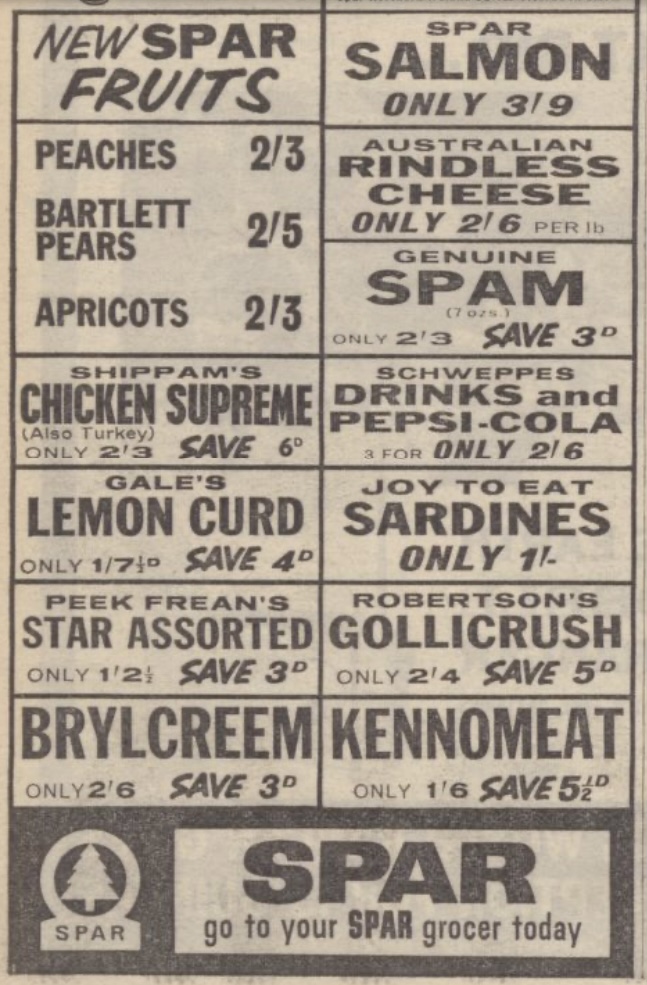 NEW SPAR
FRUITS
PEACHES 2/3
BARTLETT
PEARS 2/5
APRICOTS 2/3
SHIPPAM'S
CHICKEN SUPREME
(Also Turkey)
ONLY 2'3 SAVE 6D
GALE'S
LEMON CURD
ONLY 1/7½D SAVE 4D
PEEK FREAN'S
STAR ASSORTED
ONLY 1'2½ SAVE 3D
BRYLCREEM
ONLY 2'6 SAVE 3D
SPAR
SALMON
ONLY 3'9
AUSTRALIAN
RINDLESS
CHEESE
ONLY 2'6 PER lb
GENUINE
SPAM
(7 ozs.)
ONLY 2'3 SAVE 3D
SCHWEPPES
DRINKS and
PEPSI-COLA
3 FOR ONLY 2'6
JOY TO EAT
SARDINES
ONLY 1'-
ROBERTSON'S
GOLLICRUSH
ONLY 2'4 SAVE 5D
KENNOMEAT
ONLY 1'6 SAVE 5½D
SPAR
SPAR
go to your SPAR grocer today